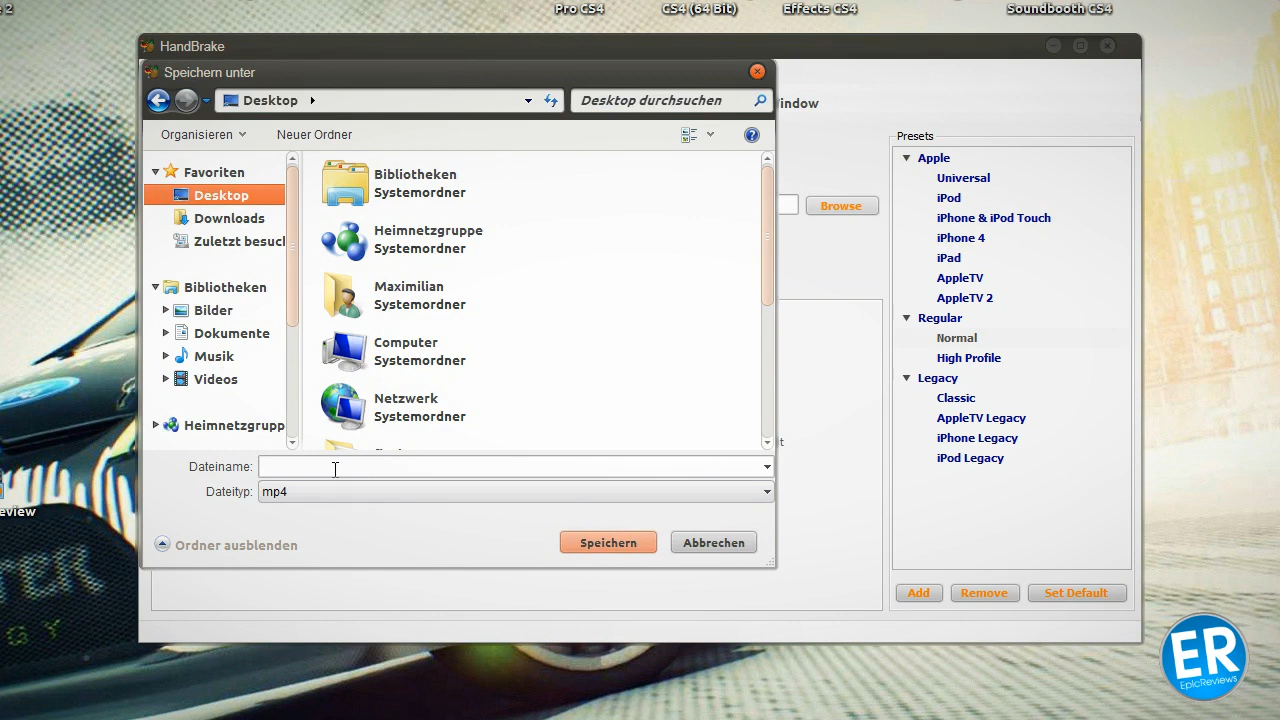 2
Pro CS4
CS4 (64 Bit)
Effects CS4
Soundbooth CS4
HandBrake
Speichern unter
Desktop
Desktop durchsuchen
indow
Organisieren
Neuer Ordner
Presets
Favoriten
Desktop
Downloads
Zuletzt besuch
Bibliotheken
Bilder
Dokumente
Musik
Videos
Heimnetzgrupp
Bibliotheken
Systemordner
Heimnetzgruppe
Systemordner
Maximilian
Systemordner
Computer
Systemordner
Netzwerk
Systemordner
Browse
Apple
Universal
iPod
iPhone & iPod Touch
iPhone 4
iPad
AppleTV
AppleTV 2
Regular
Normal
High Profile
Legacy
Classic
AppleTV Legacy
iPhone Legacy
iPod Legacy
t
Dateiname:
Dateityp: mp4
eview
Ordner ausblenden
Speichern
Abbrechen
Add
Remove
Set Default
TER
GY
ER
EpicReviews